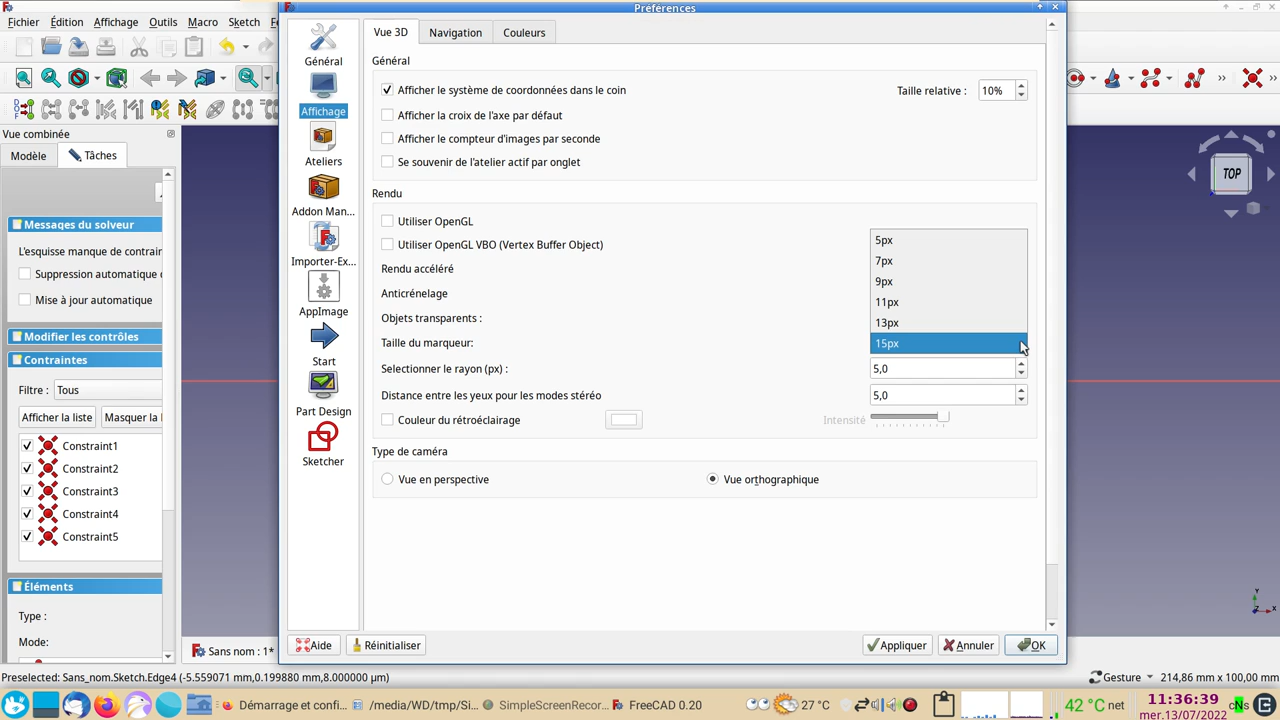 Préférences
Fichier Édition Affichage Outils Macro Sketch
Vue combinée
Modèle Tâches
Messages du solveur
L'esquisse manque de contrain
Suppression automatique
Mise à jour automatique
Modifier les contrôles
Contraintes
Filtre : Tous
Afficher la liste Masquer la
Constraint1
Constraint2
Constraint3
Constraint4
Constraint5
Éléments
Type :
Mode:
Général
Affichage
Ateliers
Addon Man...
Importer-Ex...
AppImage
Start
Part Design
Sketcher
Vue 3D Navigation Couleurs
Général
Afficher le système de coordonnées dans le coin Taille relative : 10%
Afficher la croix de l'axe par défaut
Afficher le compteur d'images par seconde
Se souvenir de l'atelier actif par onglet
Rendu
Utiliser OpenGL
Utiliser OpenGL VBO (Vertex Buffer Object)
Rendu accéléré
Anticrénelage
Objets transparents :
Taille du marqueur:
5px
7px
9px
11px
13px
15px
Selectionner le rayon (px) : 5,0
Distance entre les yeux pour les modes stéréo 5,0
Couleur du rétroéclairage Intensité
Type de caméra
Vue en perspective Vue orthographique
Aide Réinitialiser Appliquer Annuler OK
TOP
Y
Z X
Sans nom : 1*
Preselected: Sans_nom.Sketch.Edge4 (-5.559071 mm, 0.199880 mm, 8.000000 µm) Gesture 214,86 mm x 100,00 mm
Démarrage et confi... /media/WD/tmp/Si... SimpleScreenRecor... FreeCAD 0.20 27 °C 42 °C net 11:36:39 cNs
mer.13/07/2022